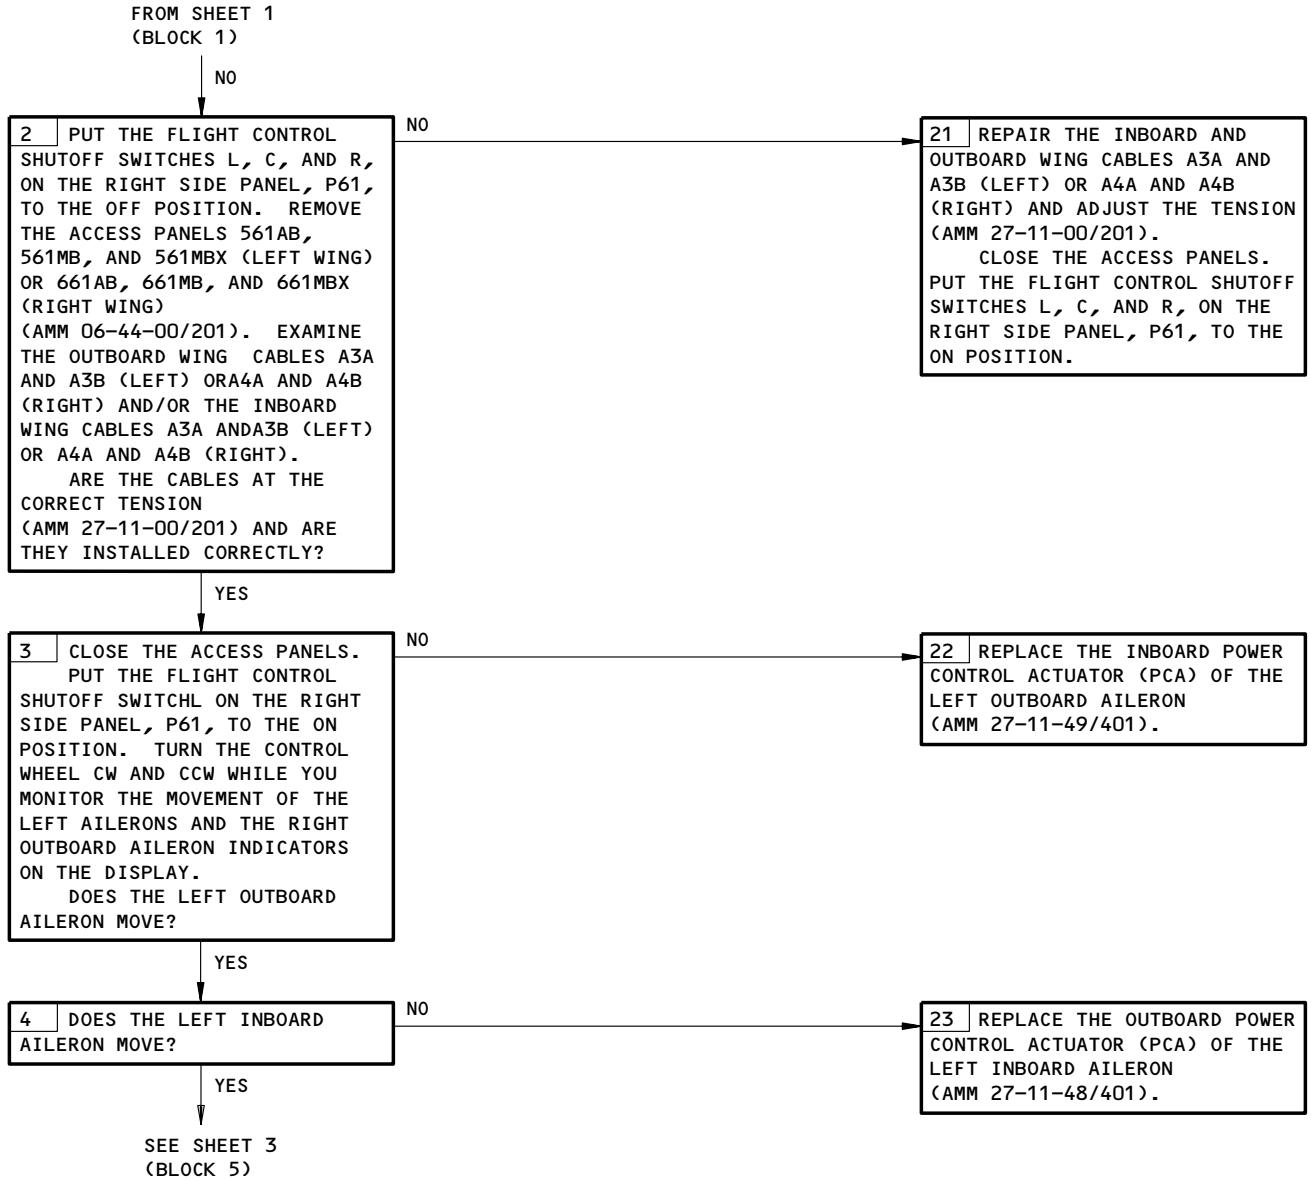 FROM SHEET 1
(BLOCK 1)
NO
2 PUT THE FLIGHT CONTROL
SHUTOFF SWITCHES L, C, AND R,
ON THE RIGHT SIDE PANEL, P61,
TO THE OFF POSITION. REMOVE
THE ACCESS PANELS 561AB,
561MB, AND 561MBX (LEFT WING)
OR 661AB, 661MB, AND 661MBX
(RIGHT WING)
(AMM 06-44-00/201). EXAMINE
THE OUTBOARD WING CABLES A3A
AND A3B (LEFT) ORA4A AND A4B
(RIGHT) AND/OR THE INBOARD
WING CABLES A3A ANDA3B (LEFT)
OR A4A AND A4B (RIGHT).
ARE THE CABLES AT THE
CORRECT TENSION
(AMM 27-11-00/201) AND ARE
THEY INSTALLED CORRECTLY?
NO
21 REPAIR THE INBOARD AND
OUTBOARD WING CABLES A3A AND
A3B (LEFT) OR A4A AND A4B
(RIGHT) AND ADJUST THE TENSION
(AMM 27-11-00/201).
CLOSE THE ACCESS PANELS.
PUT THE FLIGHT CONTROL SHUTOFF
SWITCHES L, C, AND R, ON THE
RIGHT SIDE PANEL, P61, TO THE
ON POSITION.
YES
3 CLOSE THE ACCESS PANELS.
PUT THE FLIGHT CONTROL
SHUTOFF SWITCHL ON THE RIGHT
SIDE PANEL, P61, TO THE ON
POSITION. TURN THE CONTROL
WHEEL CW AND CCW WHILE YOU
MONITOR THE MOVEMENT OF THE
LEFT AILERONS AND THE RIGHT
OUTBOARD AILERON INDICATORS
ON THE DISPLAY.
DOES THE LEFT OUTBOARD
AILERON MOVE?
NO
22 REPLACE THE INBOARD POWER
CONTROL ACTUATOR (PCA) OF THE
LEFT OUTBOARD AILERON
(AMM 27-11-49/401).
YES
4 DOES THE LEFT INBOARD
AILERON MOVE?
NO
23 REPLACE THE OUTBOARD POWER
CONTROL ACTUATOR (PCA) OF THE
LEFT INBOARD AILERON
(AMM 27-11-48/401).
YES
SEE SHEET 3
(BLOCK 5)